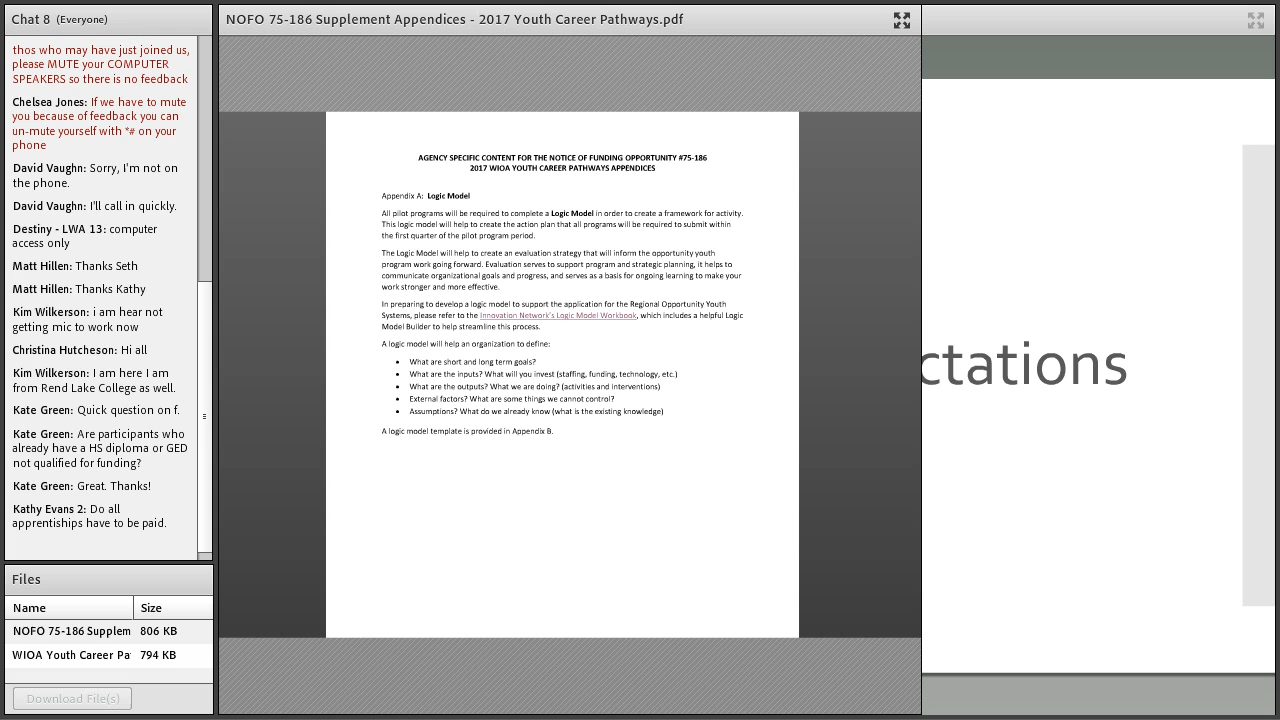 Chat 8 (Everyone)
thos who may have just joined us,
please MUTE your COMPUTER
SPEAKERS so there is no feedback
Chelsea Jones: If we have to mute
you because of feedback you can
un-mute yourself with *# on your
phone
David Vaughn: Sorry, I'm not on
the phone.
David Vaughn: I'll call in quickly.
Destiny - LWA 13: computer
access only
Matt Hillen: Thanks Seth
Matt Hillen: Thanks Kathy
Kim Wilkerson: i am hear not
getting mic to work now
Christina Hutcheson: Hi all
Kim Wilkerson: I am here I am
from Rend Lake College as well.
Kate Green: Quick question on f.
Kate Green: Are participants who
already have a HS diploma or GED
not qualified for funding?
Kate Green: Great. Thanks!
Kathy Evans 2: Do all
apprentiships have to be paid.
Files
Name Size
NOFO 75-186 Supplem 806 KB
WIOA Youth Career Pa 794 KB
Download File(s)
NOFO 75-186 Supplement Appendices - 2017 Youth Career Pathways.pdf
AGENCY SPECIFIC CONTENT FOR THE NOTICE OF FUNDING OPPORTUNITY #75-186
2017 WIOA YOUTH CAREER PATHWAYS APPENDICES
Appendix A: Logic Model
All pilot programs will be required to complete a Logic Model in order to create a framework for activity.
This logic model will help to create the action plan that all programs will be required to submit within
the first quarter of the pilot program period.
The Logic Model will help to create an evaluation strategy that will inform the opportunity youth
program work going forward. Evaluation serves to support program and strategic planning, it helps to
communicate organizational goals and progress, and serves as a basis for ongoing learning to make your
work stronger and more effective.
In preparing to develop a logic model to support the application for the Regional Opportunity Youth
Systems, please refer to the Innovation Network's Logic Model Workbook, which includes a helpful Logic
Model Builder to help streamline this process.
A logic model will help an organization to define:
• What are short and long term goals?
• What are the inputs? What will you invest (staffing, funding, technology, etc.)
• What are the outputs? What we are doing? (activities and interventions)
• External factors? What are some things we cannot control?
• Assumptions? What do we already know (what is the existing knowledge)
A logic model template is provided in Appendix B.
ctations